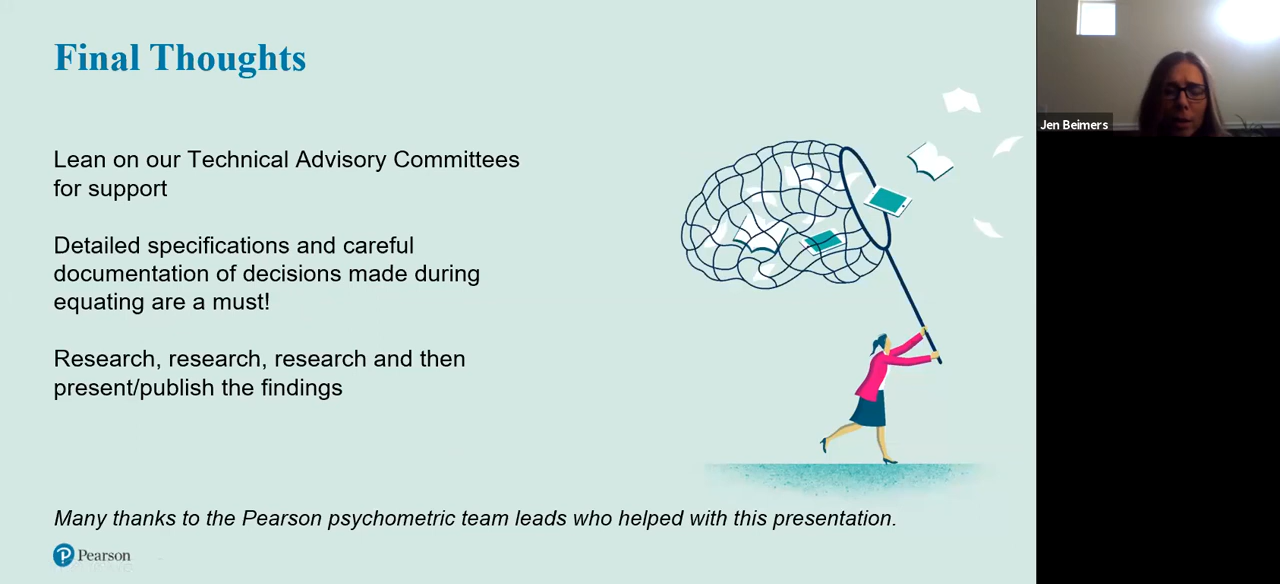 Final Thoughts
Lean on our Technical Advisory Committees
for support
Detailed specifications and careful
documentation of decisions made during
equating are a must!
Research, research, research and then
present/publish the findings
Many thanks to the Pearson psychometric team leads who helped with this presentation.
P Pearson
Jen Beimers